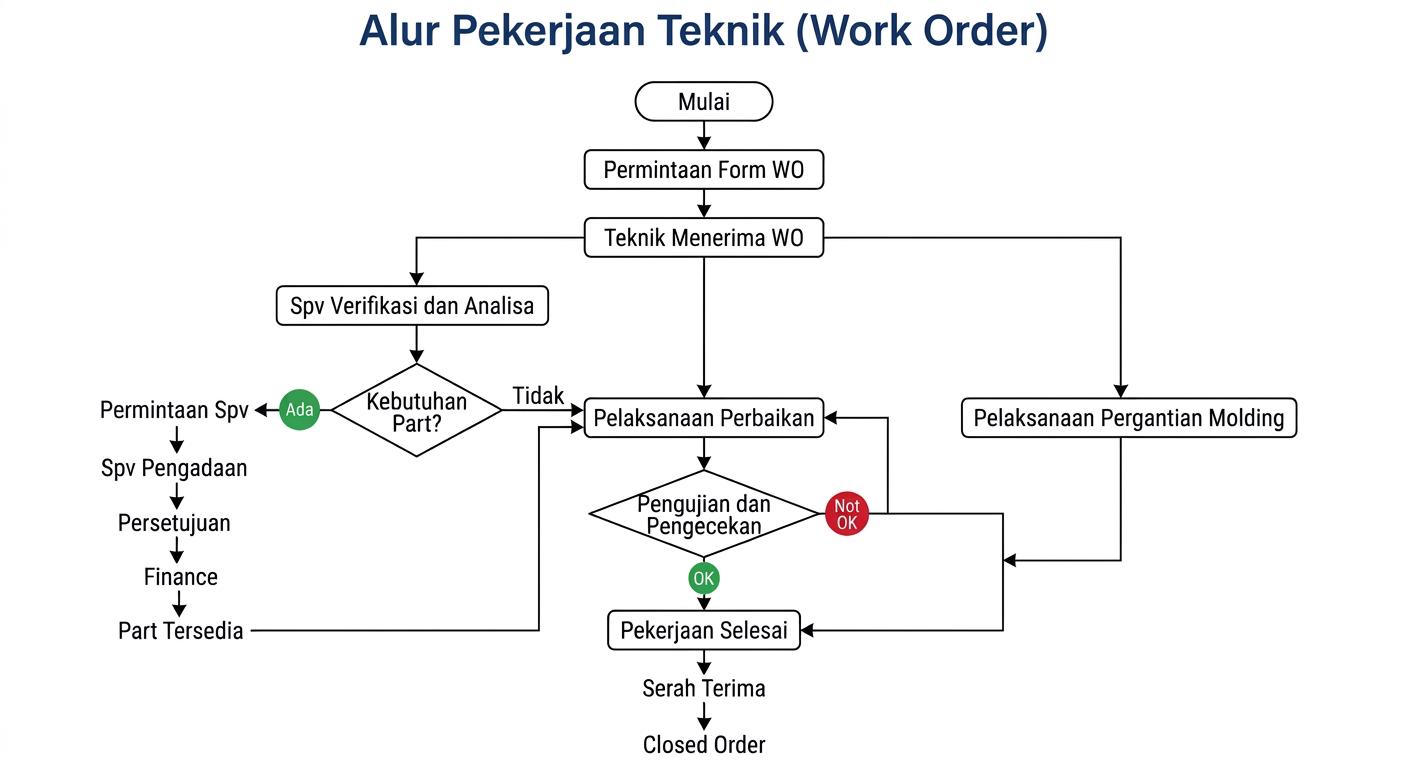 Alur Pekerjaan Teknik (Work Order)
Mulai
Permintaan Form WO
Teknik Menerima WO
Spv Verifikasi dan Analisa
Kebutuhan
Part?
Ada
Tidak
Permintaan Spv
Spv Pengadaan
Persetujuan
Finance
Part Tersedia
Pelaksanaan Perbaikan
Pelaksanaan Pergantian Molding
Pengujian dan
Pengecekan
Not
OK
OK
Pekerjaan Selesai
Serah Terima
Closed Order